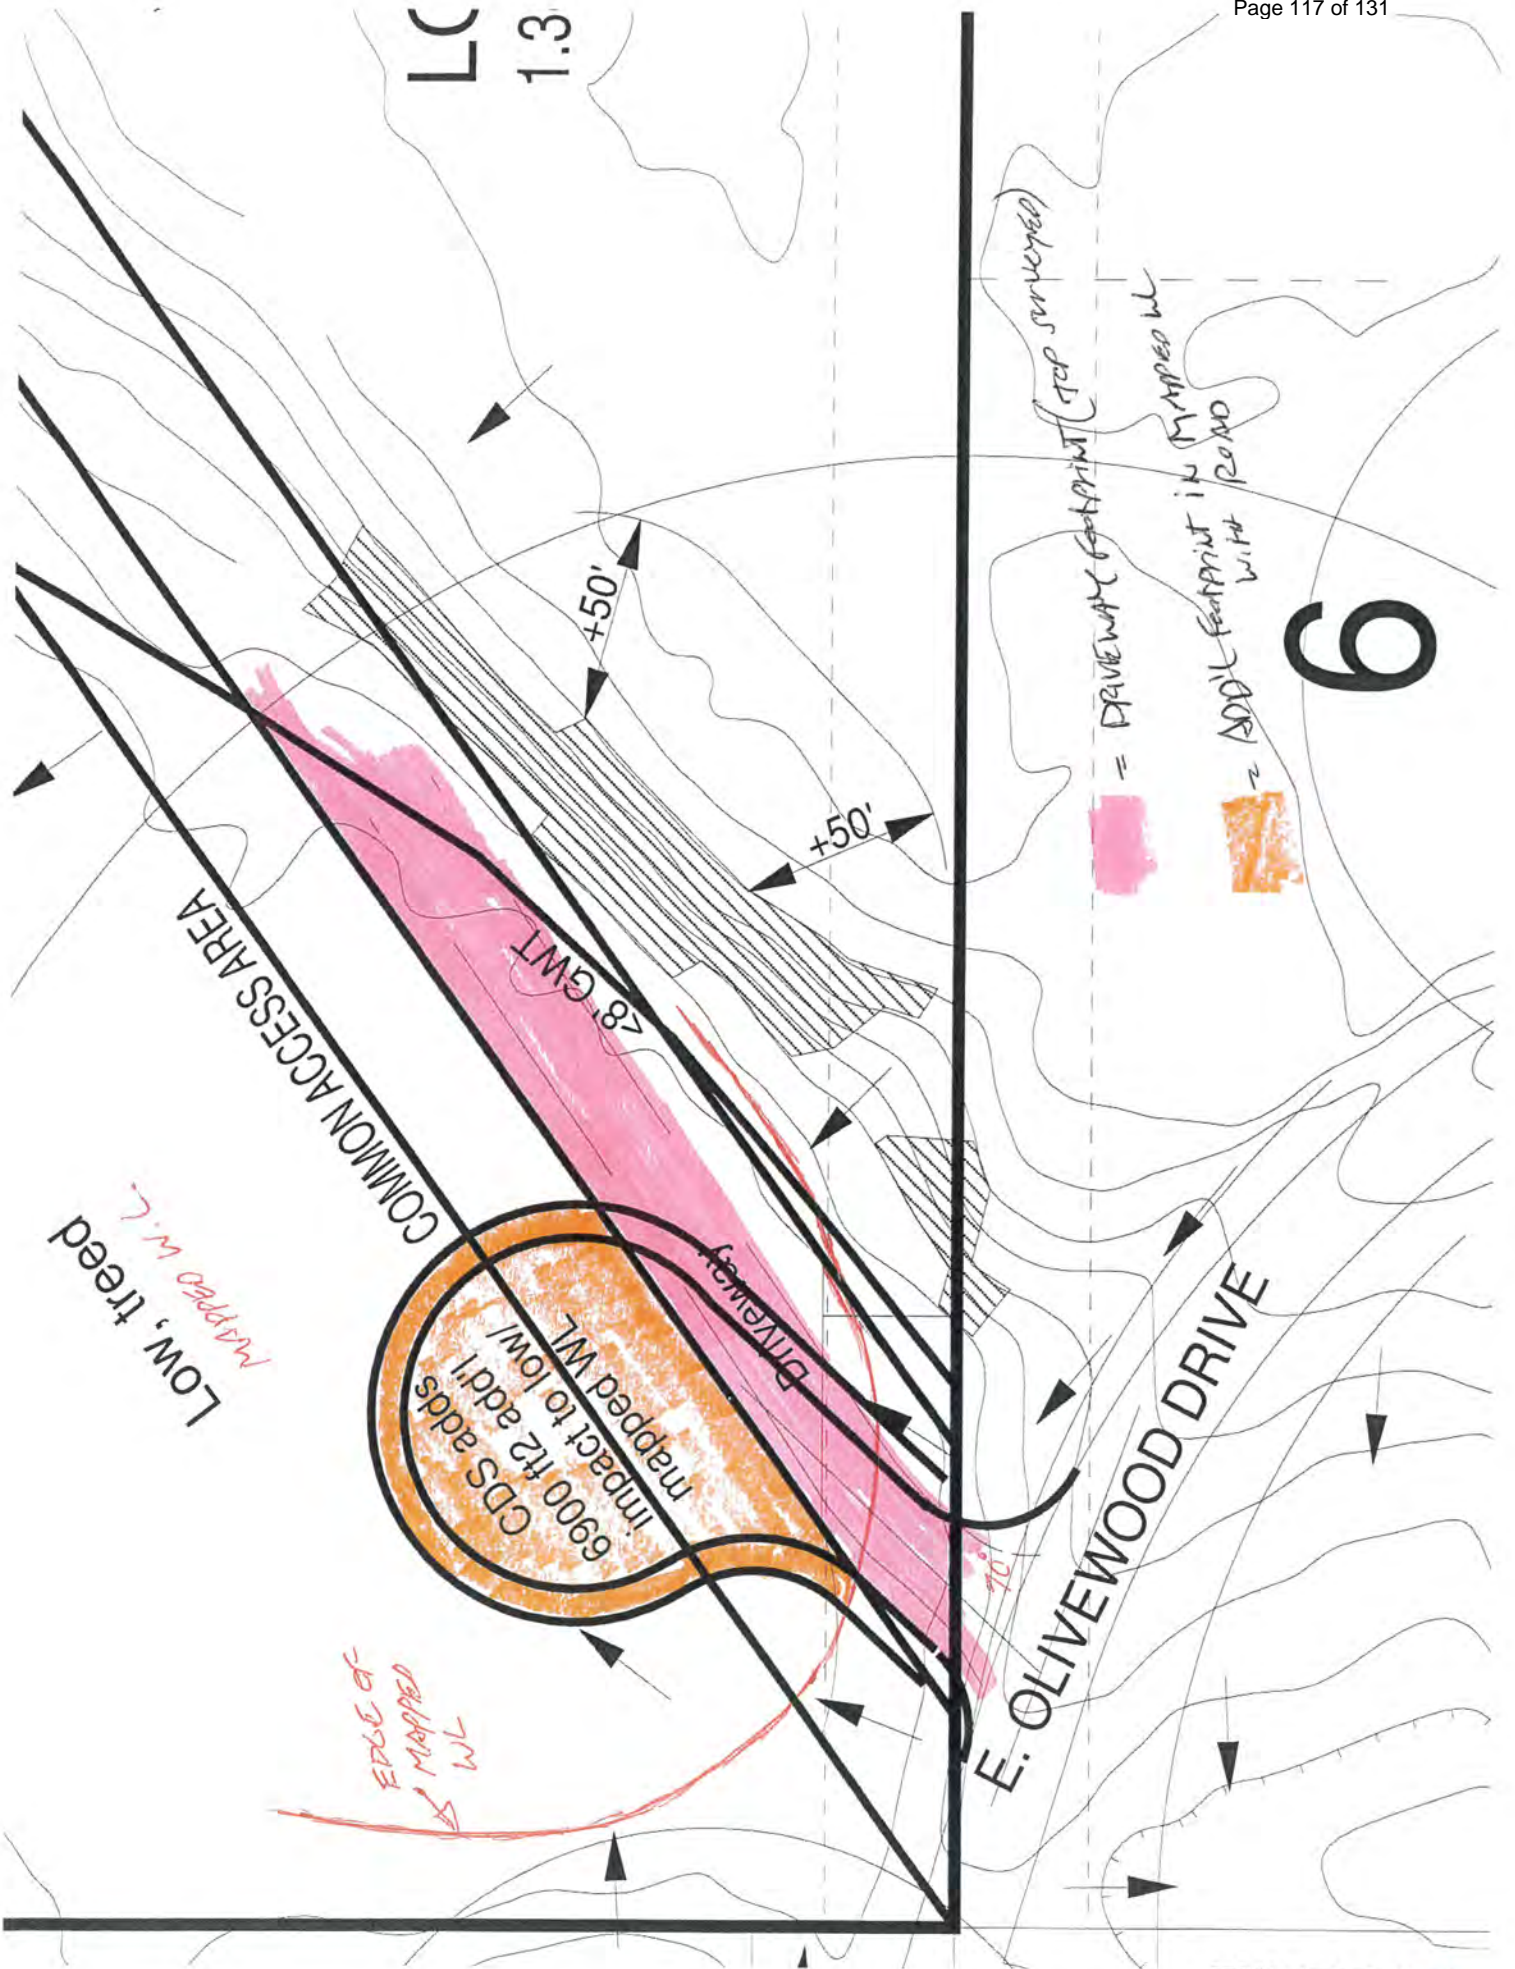 Page 117 of 131
LO
1.3
+50'
+50'
= DRIVEWAY footprint (top surveyed)
= ADD'L footprint in MAPPED WL
with ROAD
6
COMMON ACCESS AREA
<8' GWT
Low, treed
MAPPED W.L.
Driveway
CDS adds
6900 ft2 add'l
impact to low/
mapped WL
EDGE OF
MAPPED
WL
70'
E. OLIVEWOOD DRIVE